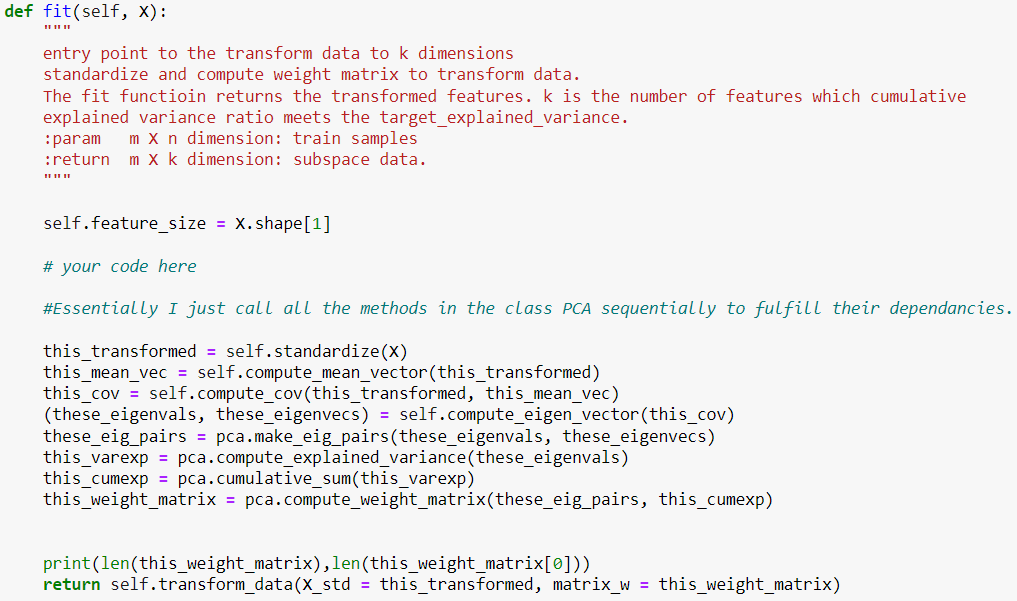 def fit(self, X):
"""
entry point to the transform data to k dimensions
standardize and compute weight matrix to transform data.
The fit functioin returns the transformed features. k is the number of features which cumulative
explained variance ratio meets the target_explained_variance.
:param   m X n dimension: train samples
:return  m X k dimension: subspace data.
"""
self.feature_size = X.shape[1]
# your code here
#Essentially I just call all the methods in the class PCA sequentially to fulfill their dependancies.
this_transformed = self.standardize(X)
this_mean_vec = self.compute_mean_vector(this_transformed)
this_cov = self.compute_cov(this_transformed, this_mean_vec)
(these_eigenvals, these_eigenvecs) = self.compute_eigen_vector(this_cov)
these_eig_pairs = pca.make_eig_pairs(these_eigenvals, these_eigenvecs)
this_varexp = pca.compute_explained_variance(these_eigenvals)
this_cumexp = pca.cumulative_sum(this_varexp)
this_weight_matrix = pca.compute_weight_matrix(these_eig_pairs, this_cumexp)
print(len(this_weight_matrix),len(this_weight_matrix[0]))
return self.transform_data(X_std = this_transformed, matrix_w = this_weight_matrix)